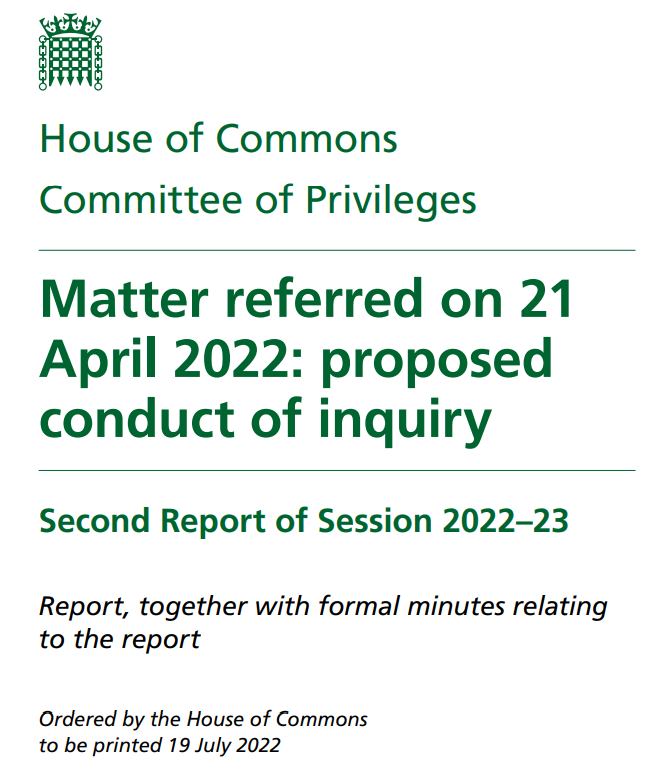 House of Commons
Committee of Privileges
Matter referred on 21
April 2022: proposed
conduct of inquiry
Second Report of Session 2022–23
Report, together with formal minutes relating
to the report
Ordered by the House of Commons
to be printed 19 July 2022